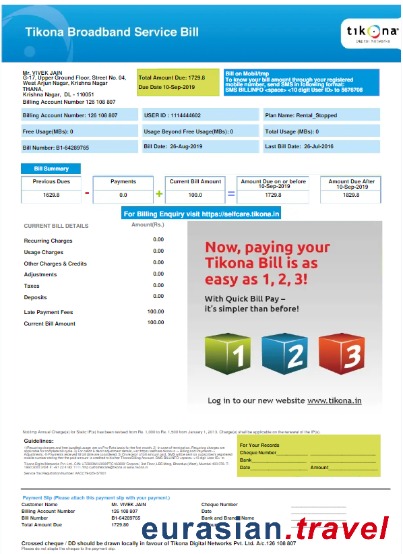 Tikona Broadband Service Bill
tikona
Mr. VIVEK JAIN
G-17, Upper Ground Floor, Street No. 04,
West Arjun Nagar, Krishna Nagar
THANA,
Krishna Nagar, DL - 110051
Billing Account Number 126 108 807
Total Amount Due: 1729.8
Due Date 10-Sep-2019
Bill on Mobi/tmp
To know your bill amount through your registered
mobile number, send SMS in following format:
SMS BILLINFO <space> <10 digit User ID> to 5676708
Billing Account Number: 126 108 807 USER ID : 1114444602 Plan Name: Rental_Stopped
Free Usage(MBs): 0 Usage Beyond Free Usage(MBs): 0 Total Usage (MBs): 0
Bill Number: B1-64289765 Bill Date: 26-Aug-2019 Last Bill Date: 26-Jul-2016
Bill Summary
Previous Dues Payments Current Bill Amount Amount Due on or before 10-Sep-2019 Amount Due After 10-Sep-2019
1629.8 - 0.0 + 100.0 = 1729.8 1829.8
For Billing Enquiry visit https://selfcare.tikona.in
CURRENT BILL DETAILS Amount(Rs.)
Recurring Charges 0.00
Usage Charges 0.00
Other Charges & Credits 0.00
Adjustments 0.00
Taxes 0.00
Deposits 0.00
Late Payment Fees 100.00
Current Bill Amount 100.00
Now, paying your
Tikona Bill is as
easy as 1, 2, 3!
With Quick Bill Pay –
it's simpler than before!
1 2 3
Log in to our new website www.tikona.in
Guidelines:
For Your Records
Cheque Number
Bank
Date Amount
Payment Slip (Please attach this payment slip with your payment.)
Customer Name Mr. VIVEK JAIN Cheque Number
Billing Account Number 126 108 807 Date
Bill Number B1-64289765 Bank and Branch Name
Total Amount Due 1729.80
eurasian.travel
Crossed cheque / DD should be drawn locally in favour of Tikona Digital Networks Pvt. Ltd. A/c.126 108 807
Please do not staple the cheque to the payment slip.